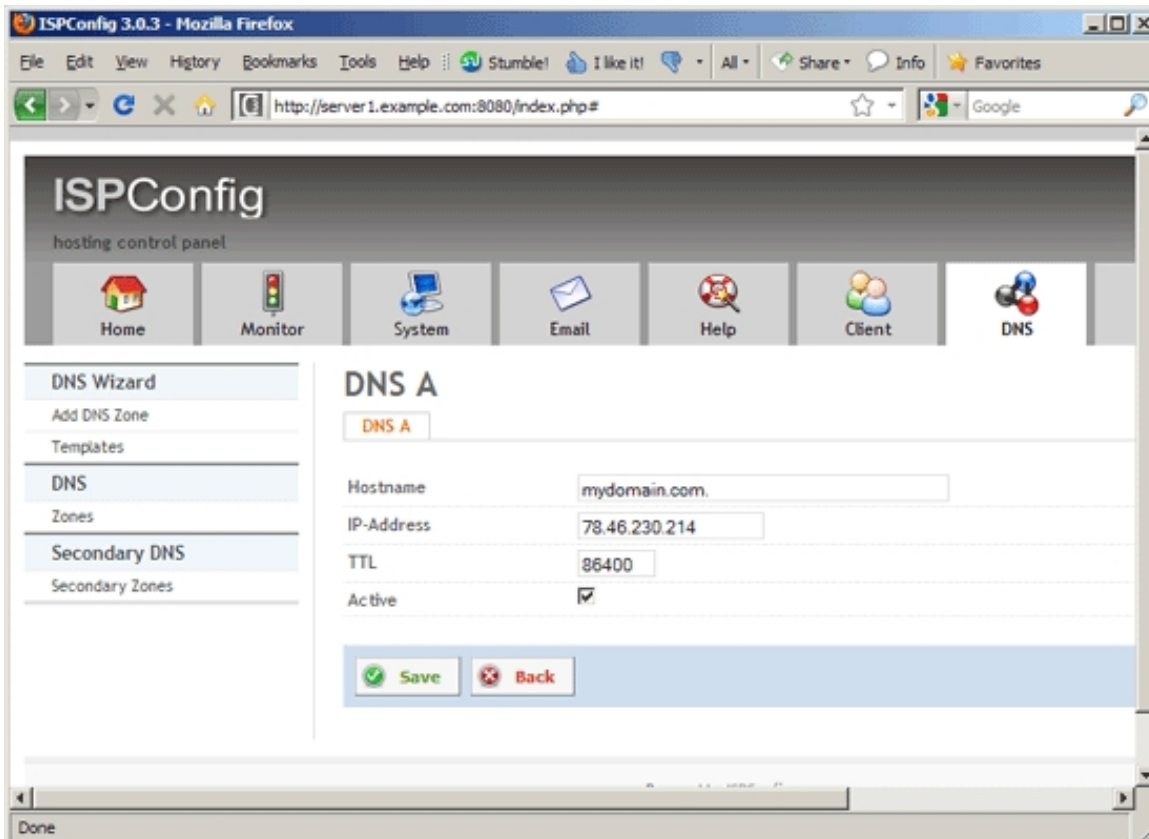 ISPConfig 3.0.3 - Mozilla Firefox
File Edit View History Bookmarks Tools Help Stumble! I like it! All Share Info Favorites
http://server1.example.com:8080/index.php# Google
ISPConfig
hosting control panel
Home Monitor System Email Help Client DNS
DNS Wizard
Add DNS Zone
Templates
DNS
Zones
Secondary DNS
Secondary Zones
DNS A
DNS A
Hostname mydomain.com.
IP-Address 78.46.230.214
TTL 86400
Active
Save Back
Done